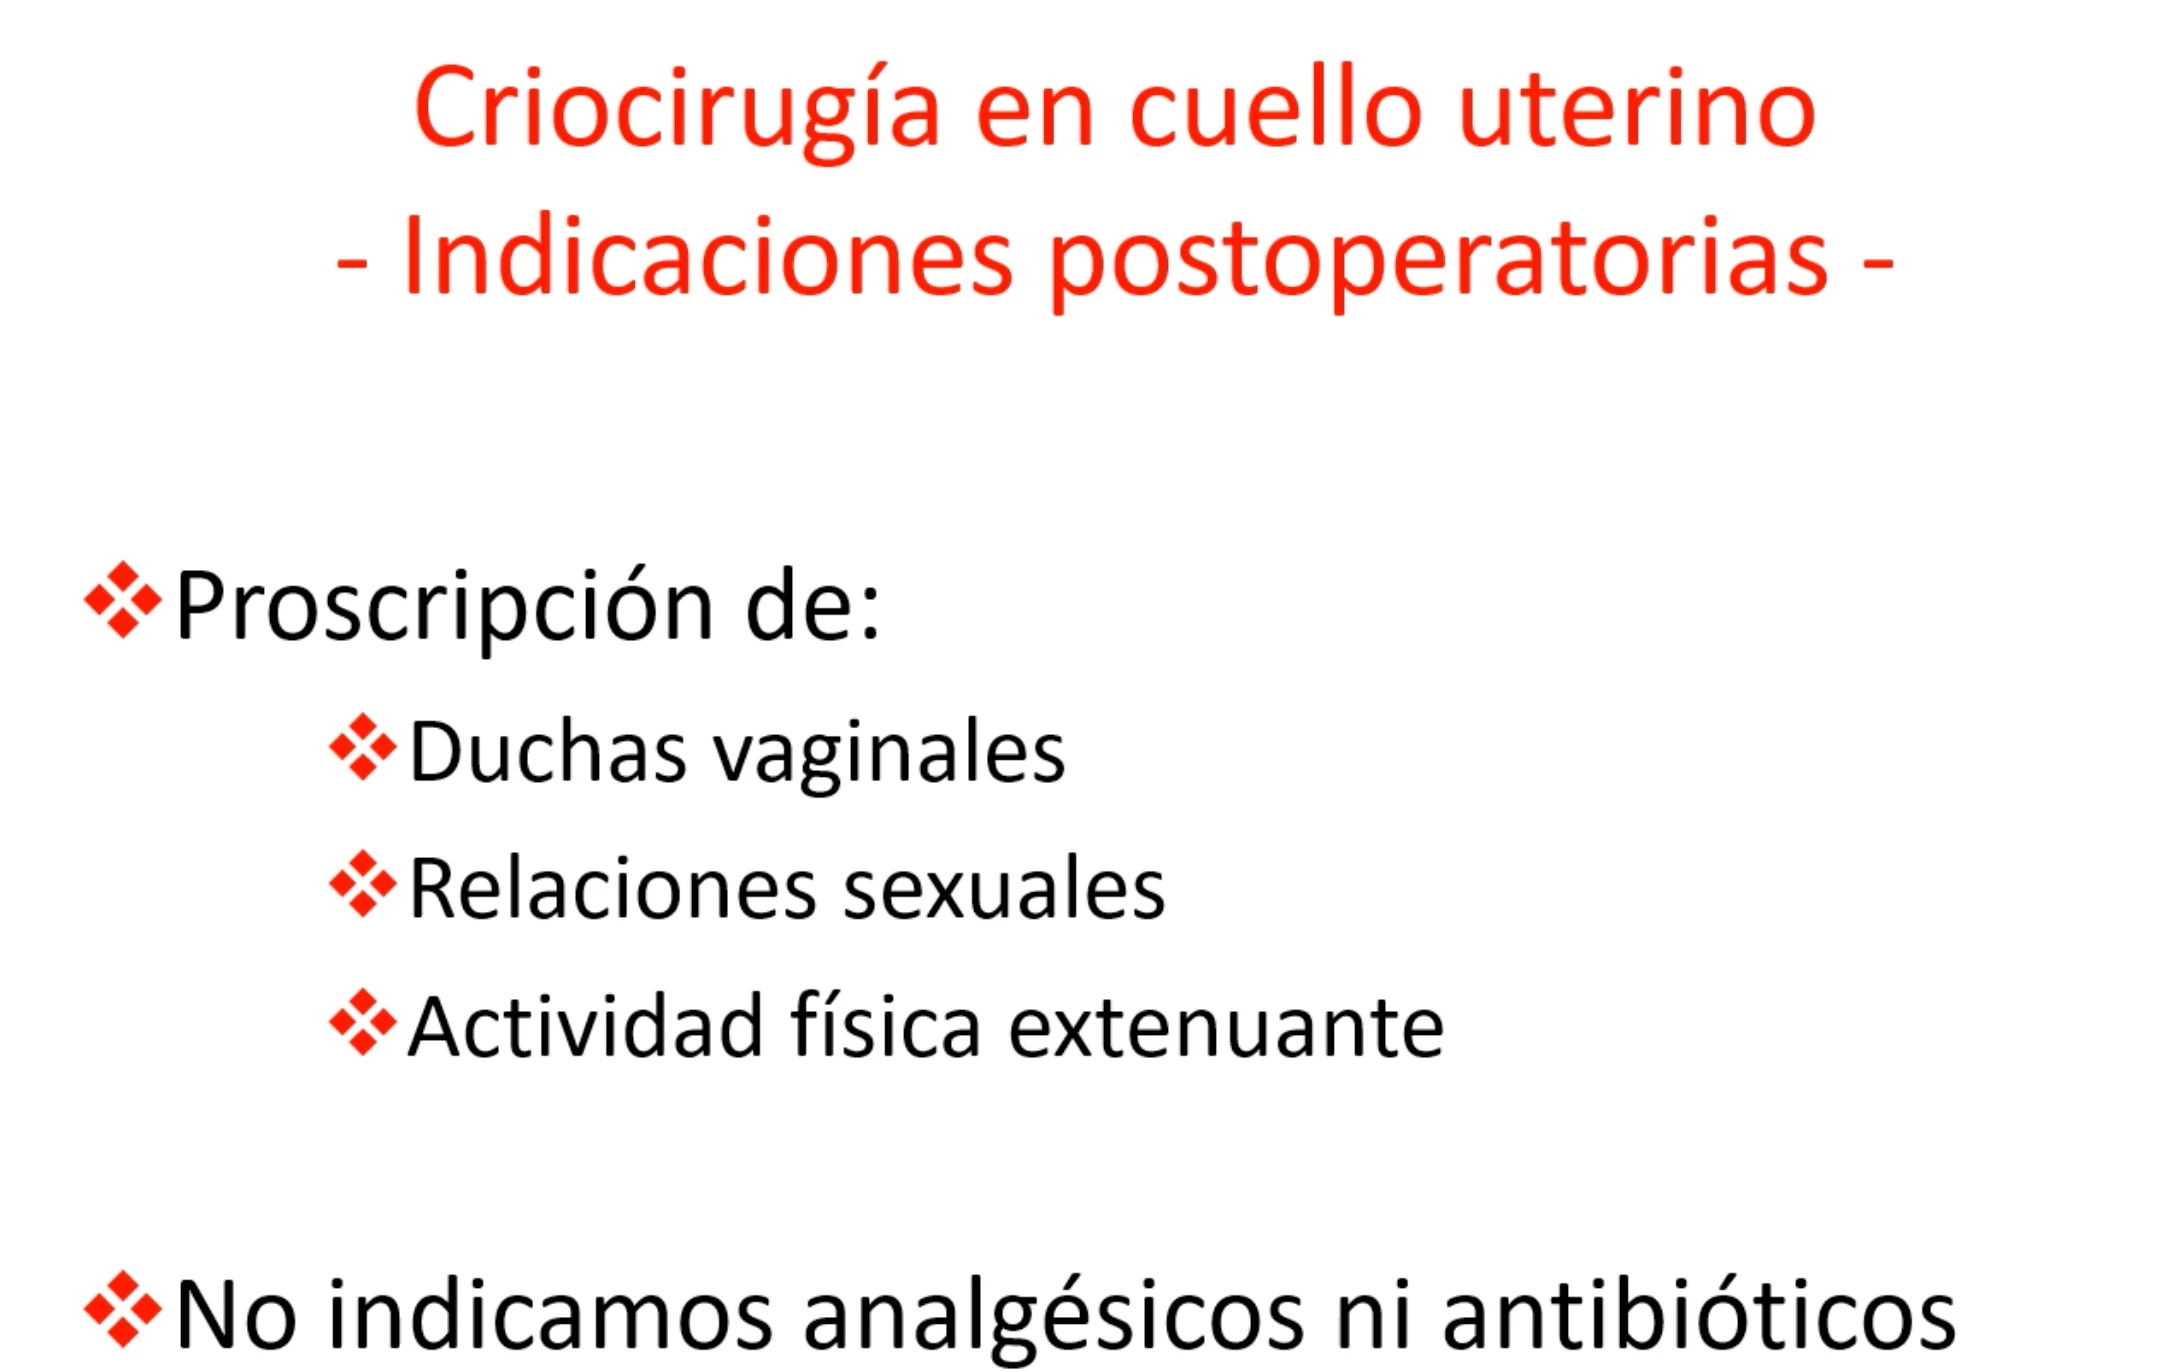 Criocirugía en cuello uterino
- Indicaciones postoperatorias -
❖Proscripción de:
❖Duchas vaginales
❖Relaciones sexuales
❖Actividad física extenuante
❖No indicamos analgésicos ni antibióticos